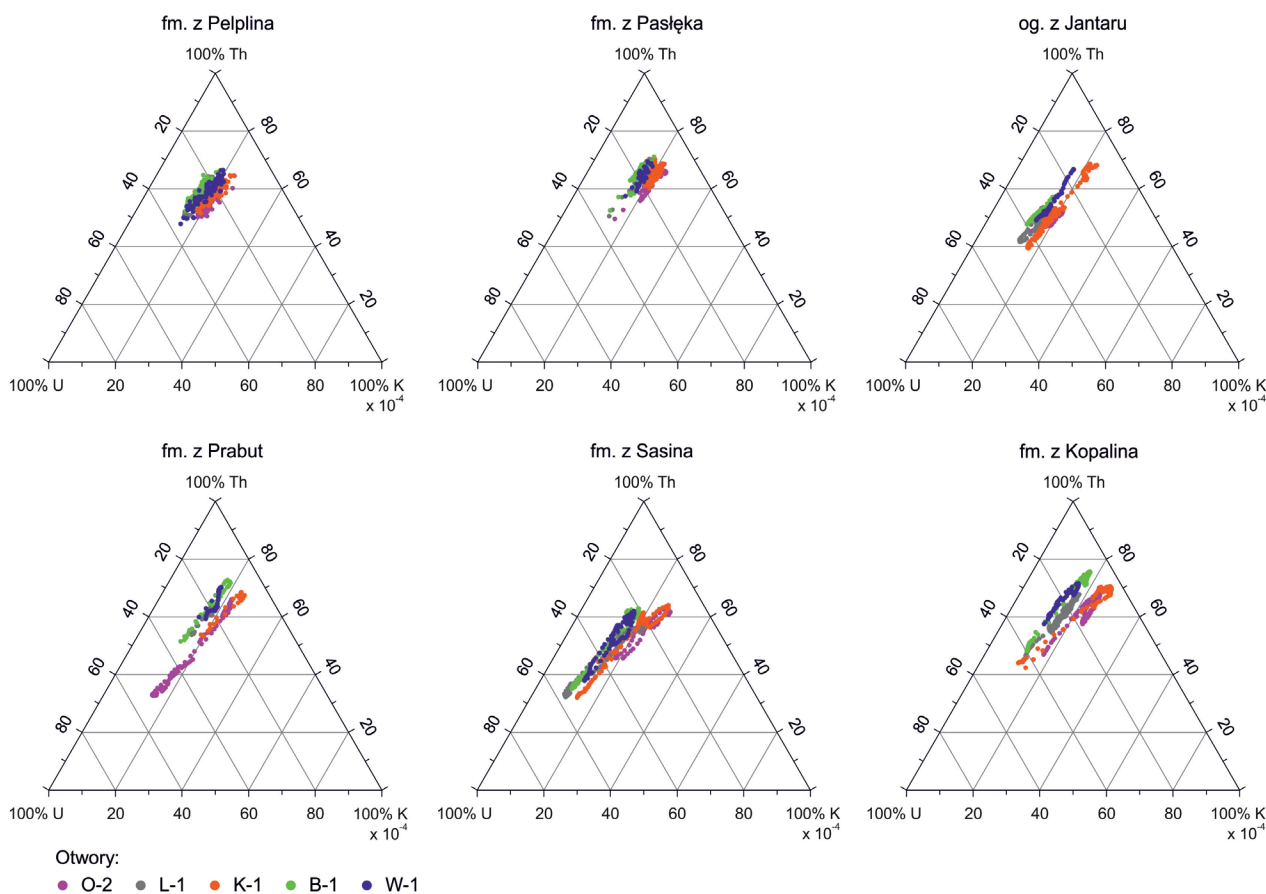 fm. z Pelplina
fm. z Pasłęka
og. z Jantaru
100% Th
100% Th
100% Th
20
80
20
80
20
80
40
60
40
60
40
60
60
40
60
40
60
40
80
20
80
20
80
20
100% U
20
40
60
80
100% K
100% U
20
40
60
80
100% K
100% U
20
40
60
80
100% K
x 10-4
x 10-4
x 10-4
fm. z Prabut
fm. z Sasina
fm. z Kopalina
100% Th
100% Th
100% Th
20
80
20
80
20
80
40
60
40
60
40
60
60
40
60
40
60
40
80
20
80
20
80
20
100% U
20
40
60
80
100% K
100% U
20
40
60
80
100% K
100% U
20
40
60
80
100% K
x 10-4
x 10-4
x 10-4
Otwory:
O-2
L-1
K-1
B-1
W-1